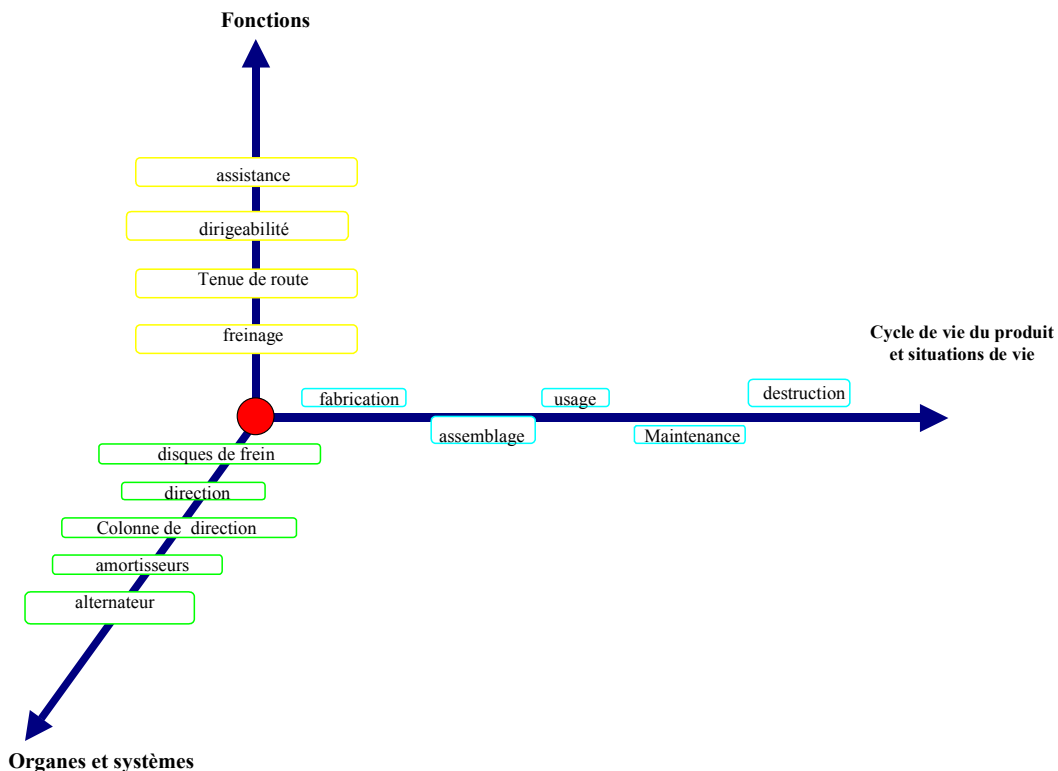 Fonctions
assistance
dirigeabilité
Tenue de route
freinage
Cycle de vie du produit
et situations de vie
fabrication
usage
destruction
assemblage
Maintenance
disques de frein
direction
Colonne de direction
amortisseurs
alternateur
Organes et systèmes